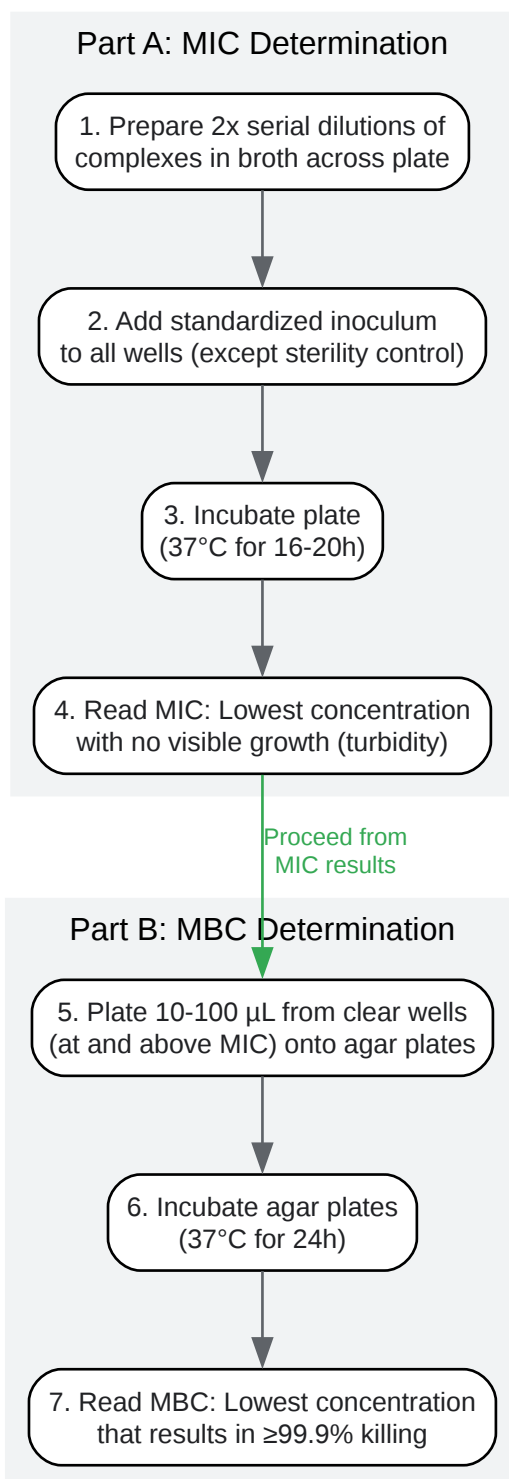 Part A: MIC Determination
1. Prepare 2x serial dilutions of
complexes in broth across plate
2. Add standardized inoculum
to all wells (except sterility control)
3. Incubate plate
(37°C for 16-20h)
4. Read MIC: Lowest concentration
with no visible growth (turbidity)
Proceed from
MIC results
Part B: MBC Determination
5. Plate 10-100 µL from clear wells
(at and above MIC) onto agar plates
6. Incubate agar plates
(37°C for 24h)
7. Read MBC: Lowest concentration
that results in ≥99.9% killing